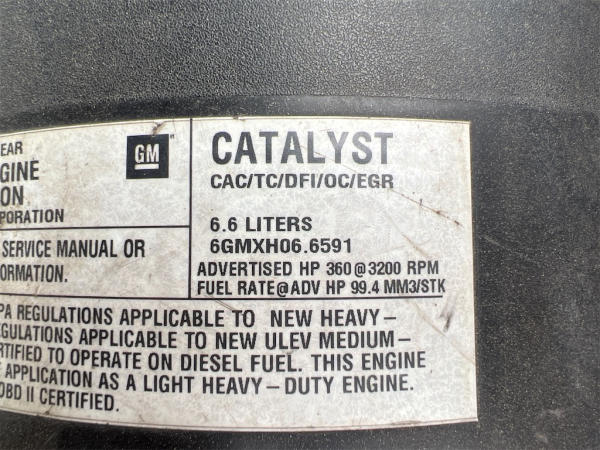 EAR
GINE
ON
PORATION
GM
SERVICE MANUAL OR
ORMATION.
CATALYST
CAC/TC/DFI/OC/EGR
6.6 LITERS
6GMXH06.6591
ADVERTISED HP 360@3200 RPM
FUEL RATE@ADV HP 99.4 MM3/STK
PA REGULATIONS APPLICABLE TO NEW HEAVY–
EGULATIONS APPLICABLE TO NEW ULEV MEDIUM–
RTIFIED TO OPERATE ON DIESEL FUEL. THIS ENGINE
APPLICATION AS A LIGHT HEAVY–DUTY ENGINE.
OBD II CERTIFIED.